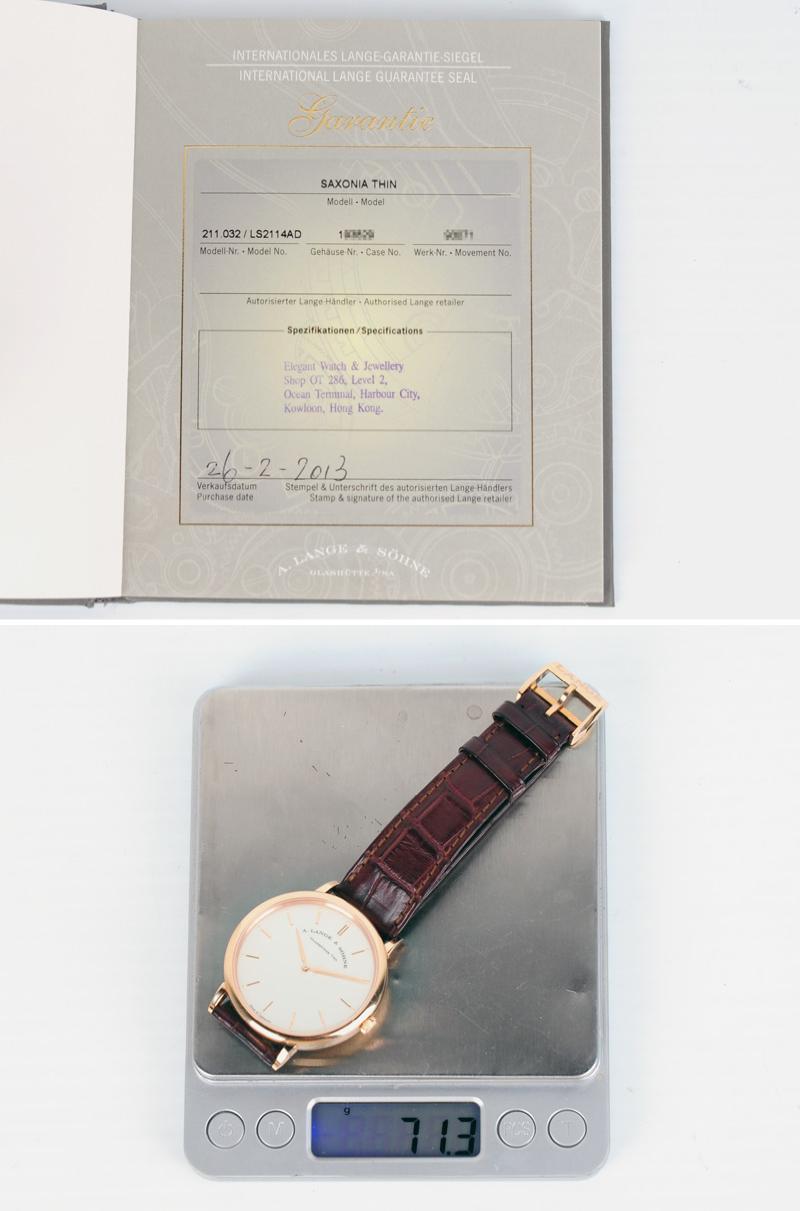 INTERNATIONALES LANGE-GARANTIE-SIEGEL
INTERNATIONAL LANGE GUARANTEE SEAL
Garantie
SAXONIA THIN
Modell • Model
211.032 / LS2114AD
Modell-Nr. • Model No. Gehäuse-Nr. • Case No. Werk-Nr. • Movement No.
Autorisierter Lange-Händler • Authorised Lange retailer
Spezifikationen/Specifications
Elegant Watch & Jewellery
Shop OT 286, Level 2,
Ocean Terminal, Harbour City,
Kowloon, Hong Kong.
26-2-2013
Verkaufsdatum Stempel & Unterschrift des autorisierten Lange-Händlers
Purchase date Stamp & signature of the authorised Lange retailer
A. LANGE & SÖHNE
GLASHÜTTE I/SA
LANGE
A. LANGE & SÖHNE
GLASHÜTTE I/SA
g
71.3
M PCS T